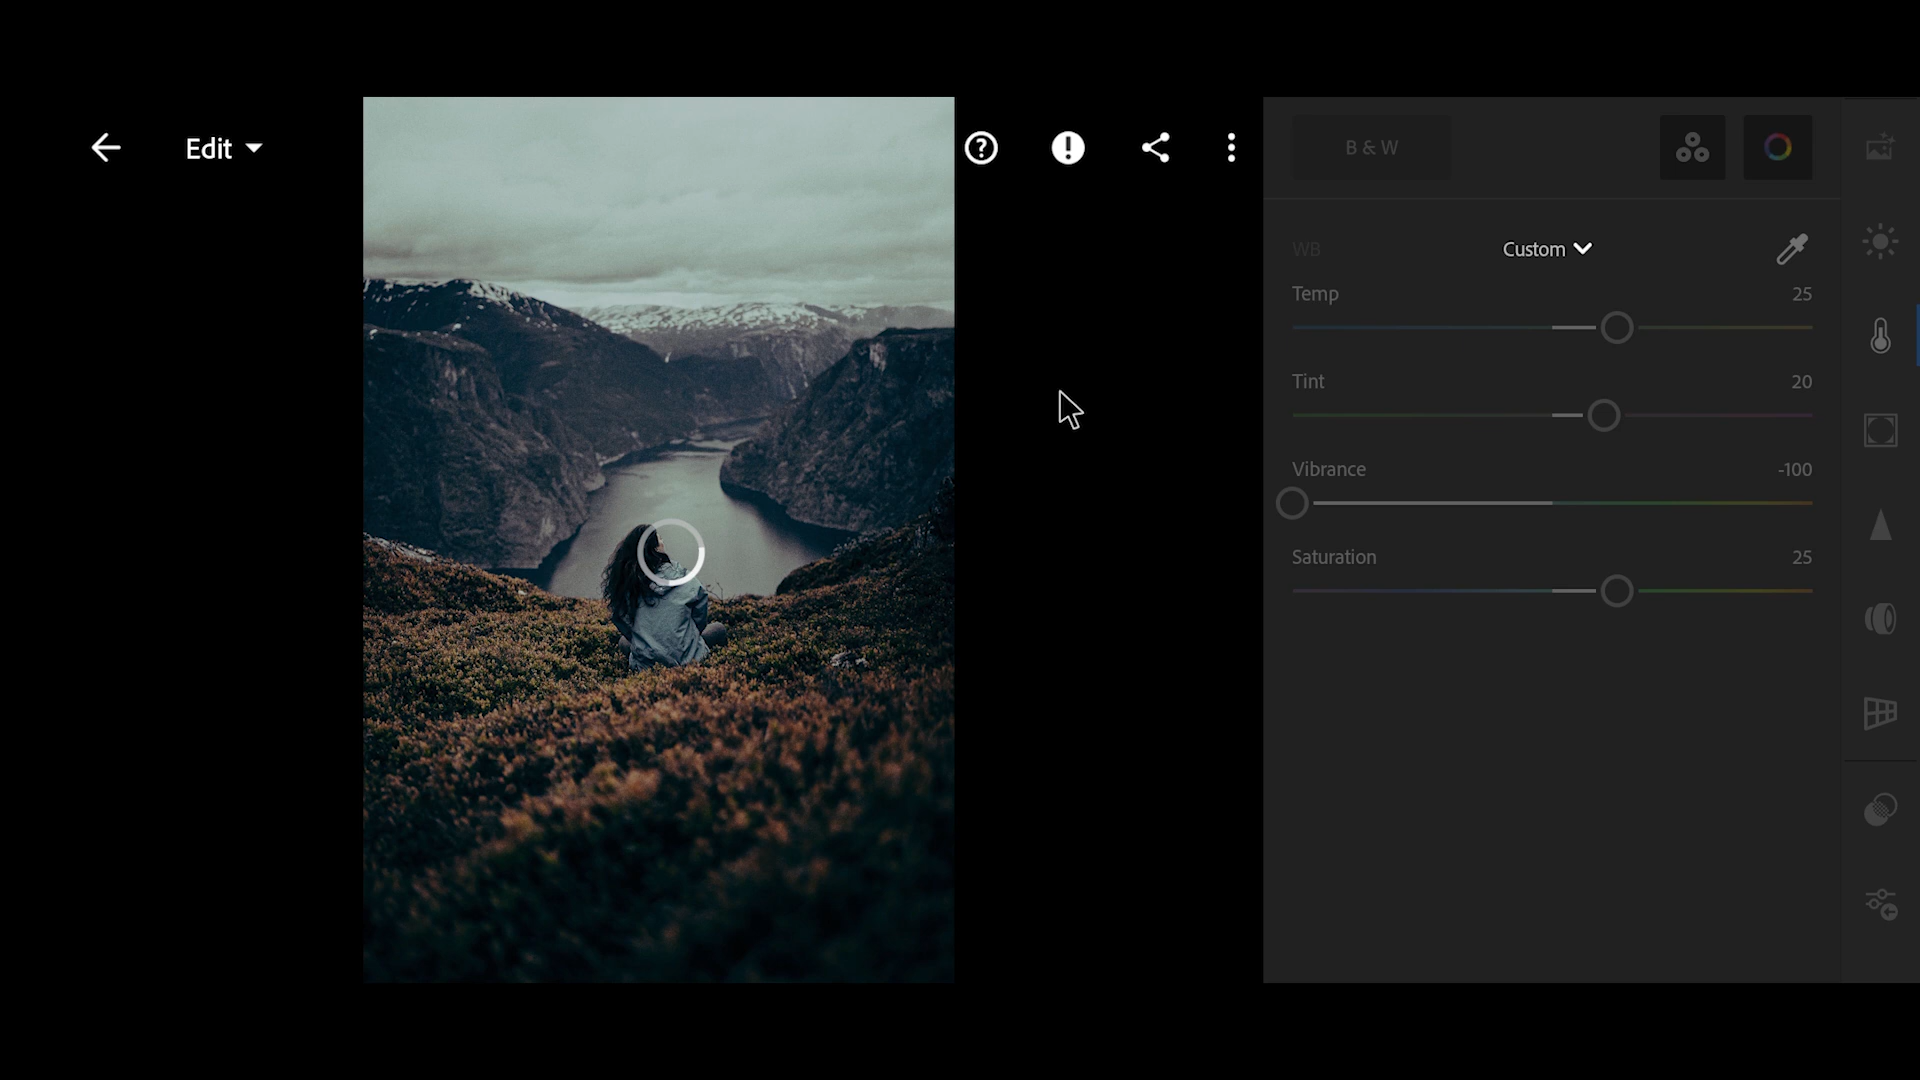 Edit
B & W
WB
Custom
Temp 25
Tint 20
Vibrance -100
Saturation 25